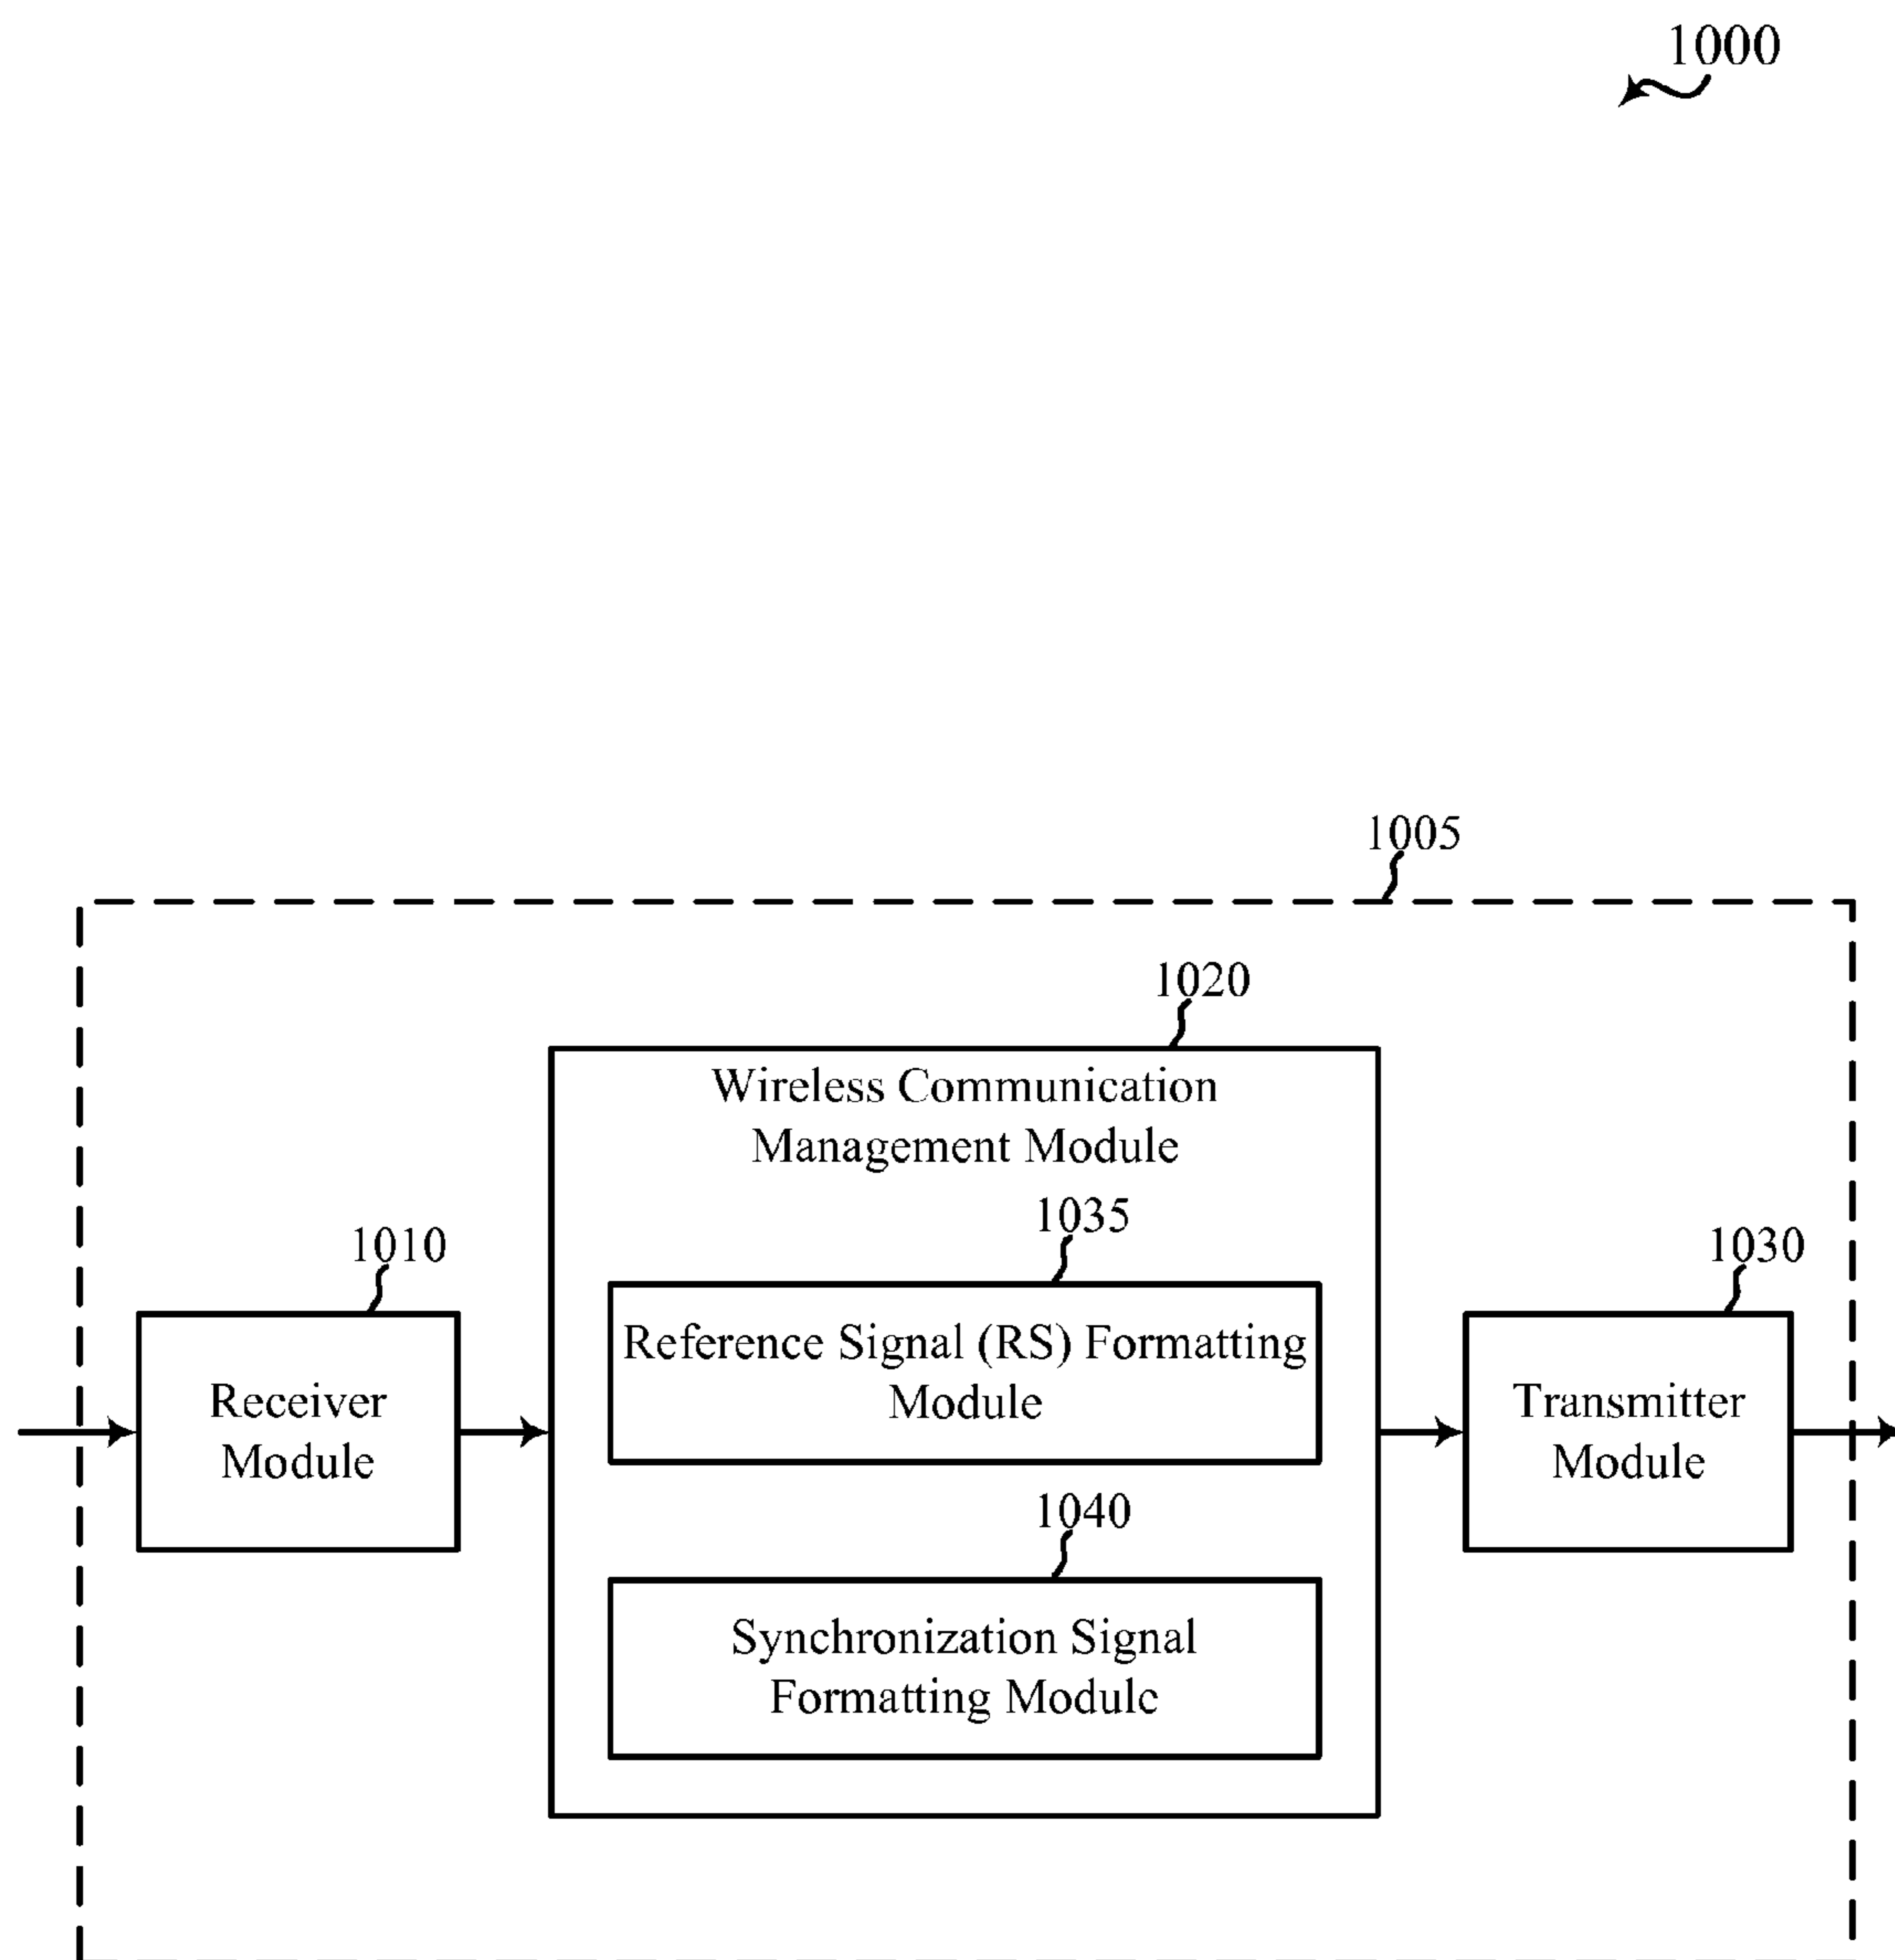 1000
1005
1020
Wireless Communication
Management Module
1035
1010
1030
Reference Signal (RS) Formatting
Module
Receiver
Module
Transmitter
Module
1040
Synchronization Signal
Formatting Module